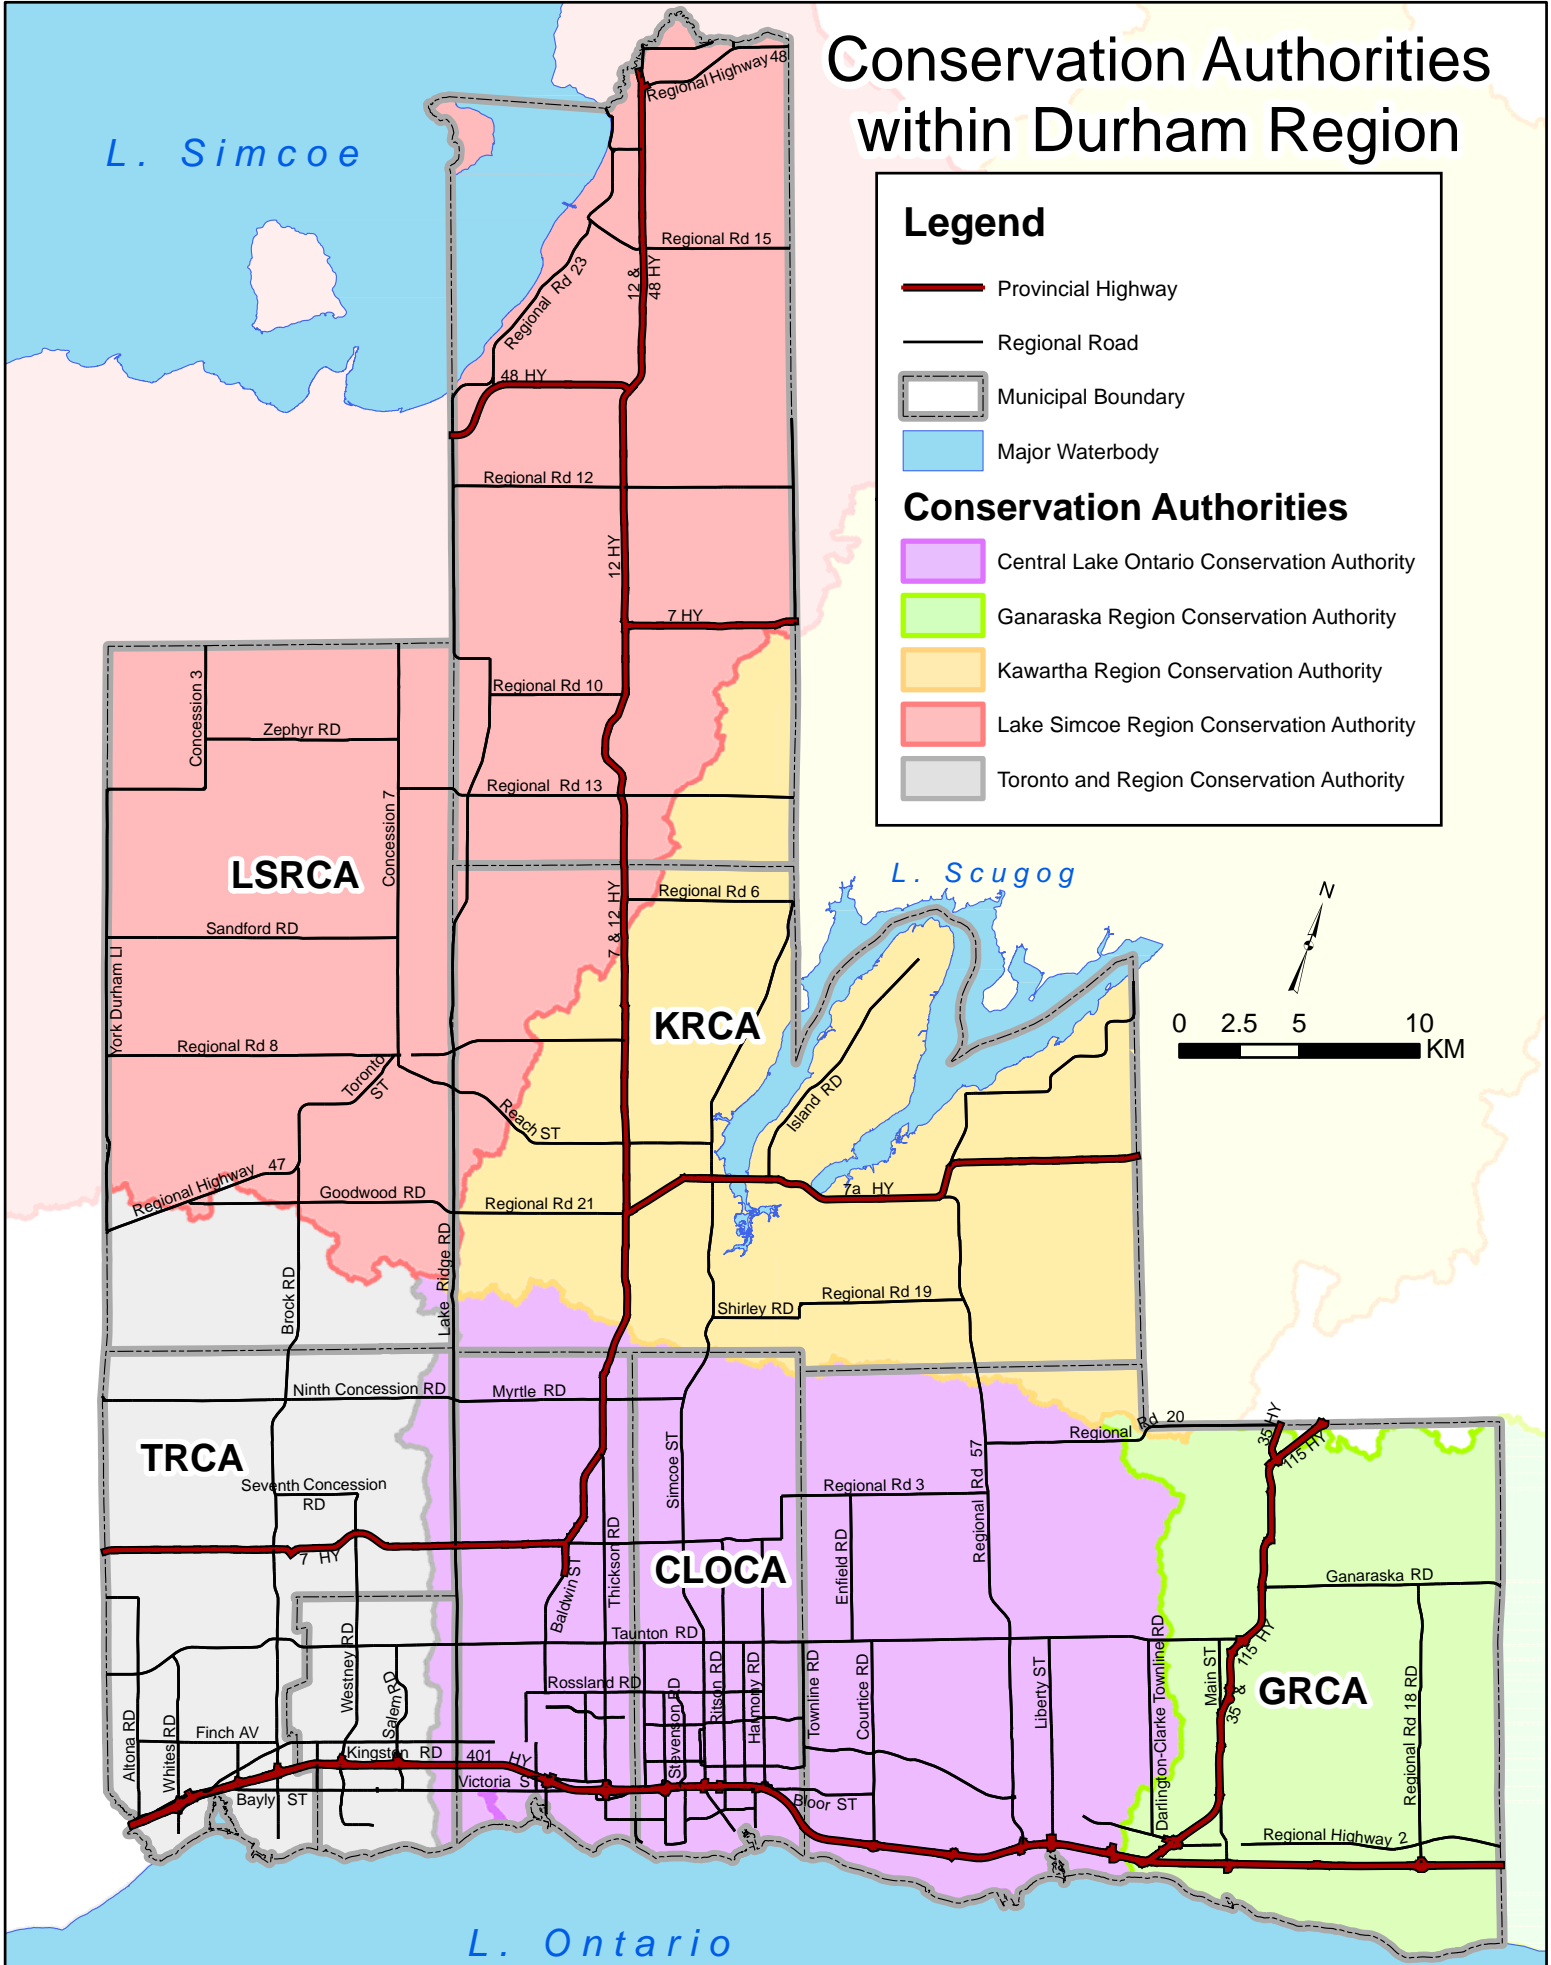 Conservation Authorities
within Durham Region
Legend
Provincial Highway
Regional Road
Municipal Boundary
Major Waterbody
Conservation Authorities
Central Lake Ontario Conservation Authority
Ganaraska Region Conservation Authority
Kawartha Region Conservation Authority
Lake Simcoe Region Conservation Authority
Toronto and Region Conservation Authority
L. Simcoe
Regional Highway 48
Regional Rd 15
Regional Rd 23
12 &
48 HY
48 HY
Regional Rd 12
12 HY
7 HY
Concession 3
Regional Rd 10
Zephyr RD
Regional Rd 13
Concession 7
LSRCA
L. Scugog
Regional Rd 6
7 & 12 HY
Sandford RD
York Durham LI
KRCA
N
0 2.5 5 10
KM
Regional Rd 8
Toronto
ST
Island RD
Reach ST
Regional Highway 47
Goodwood RD
Regional Rd 21
7a HY
Lake Ridge RD
Brock RD
Regional Rd 19
Shirley RD
Ninth Concession RD
Myrtle RD
Regional Rd 20
35 HY
115 HY
TRCA
Simcoe ST
Regional Rd 57
Seventh Concession
RD
Regional Rd 3
7 HY
Thickson RD
Enfield RD
CLOCA
Baldwin ST
Ganaraska RD
Taunton RD
Westney RD
Salem RD
Rossland RD
Stevenson RD
Ritson RD
Harmony RD
Townline RD
Courtice RD
Liberty ST
Darlington-Clarke Townline RD
Main ST
115 HY
35 &
GRCA
Regional Rd 18 RD
Altona RD
Whites RD
Finch AV
Kingston RD
401 HY
Victoria S
Bayly ST
Bloor ST
Regional Highway 2
L. Ontario